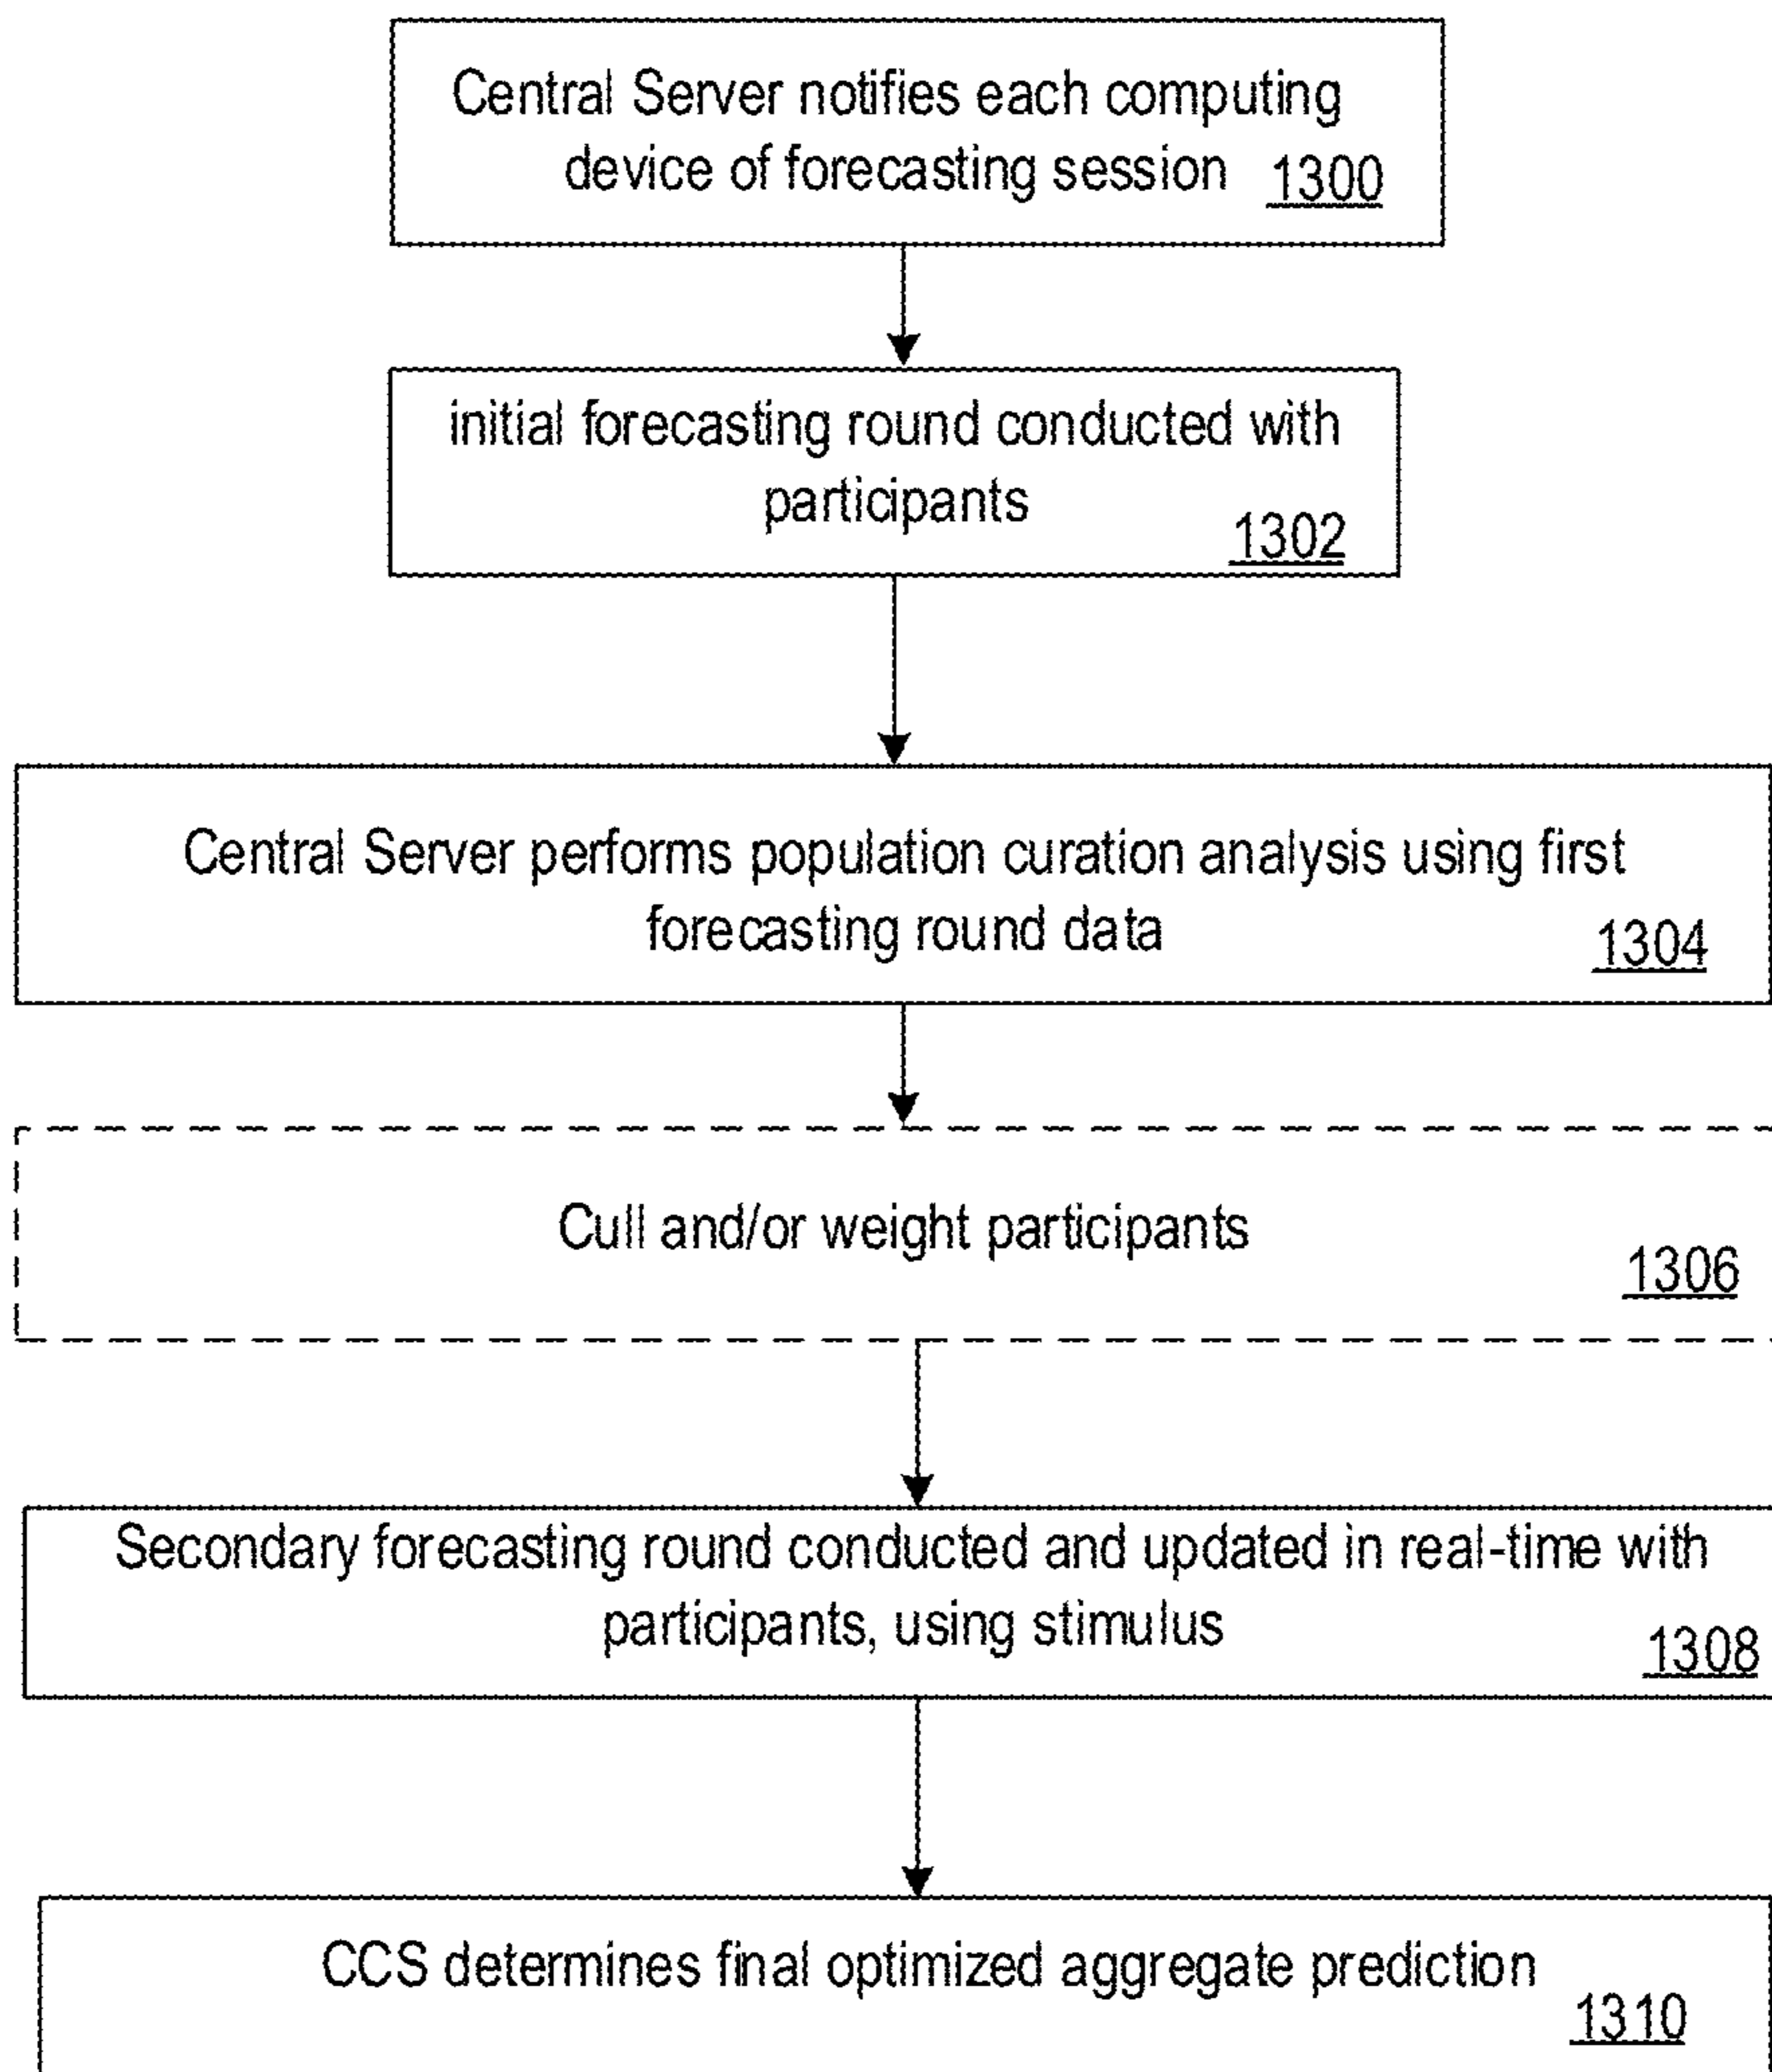 Central Server notifies each computing
device of forecasting session 1300
initial forecasting round conducted with
participants
1302
Central Server performs population curation analysis using first
forecasting round data
1304
Cull and/or weight participants
1306
Secondary forecasting round conducted and updated in real-time with
participants, using stimulus
1308
CCS determines final optimized aggregate prediction
1310